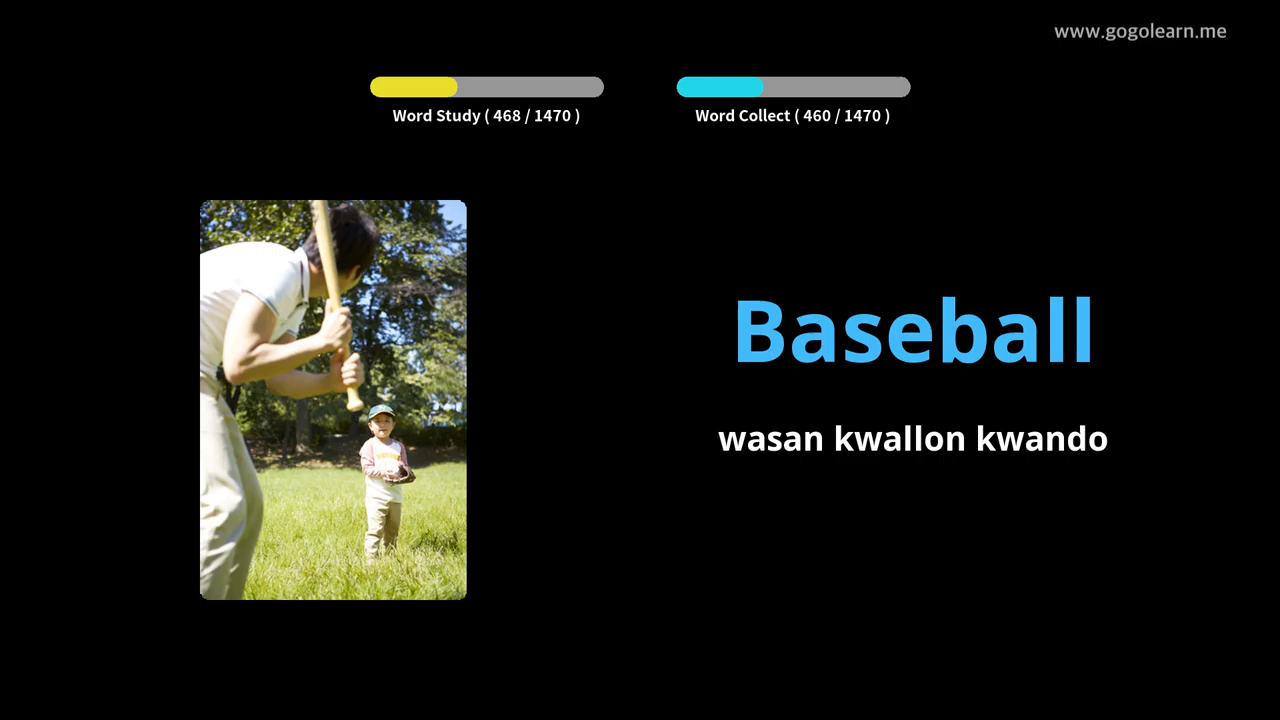 www.gogolearn.me
Word Study ( 468 / 1470 )
Word Collect ( 460 / 1470 )
Baseball
wasan kwallon kwando